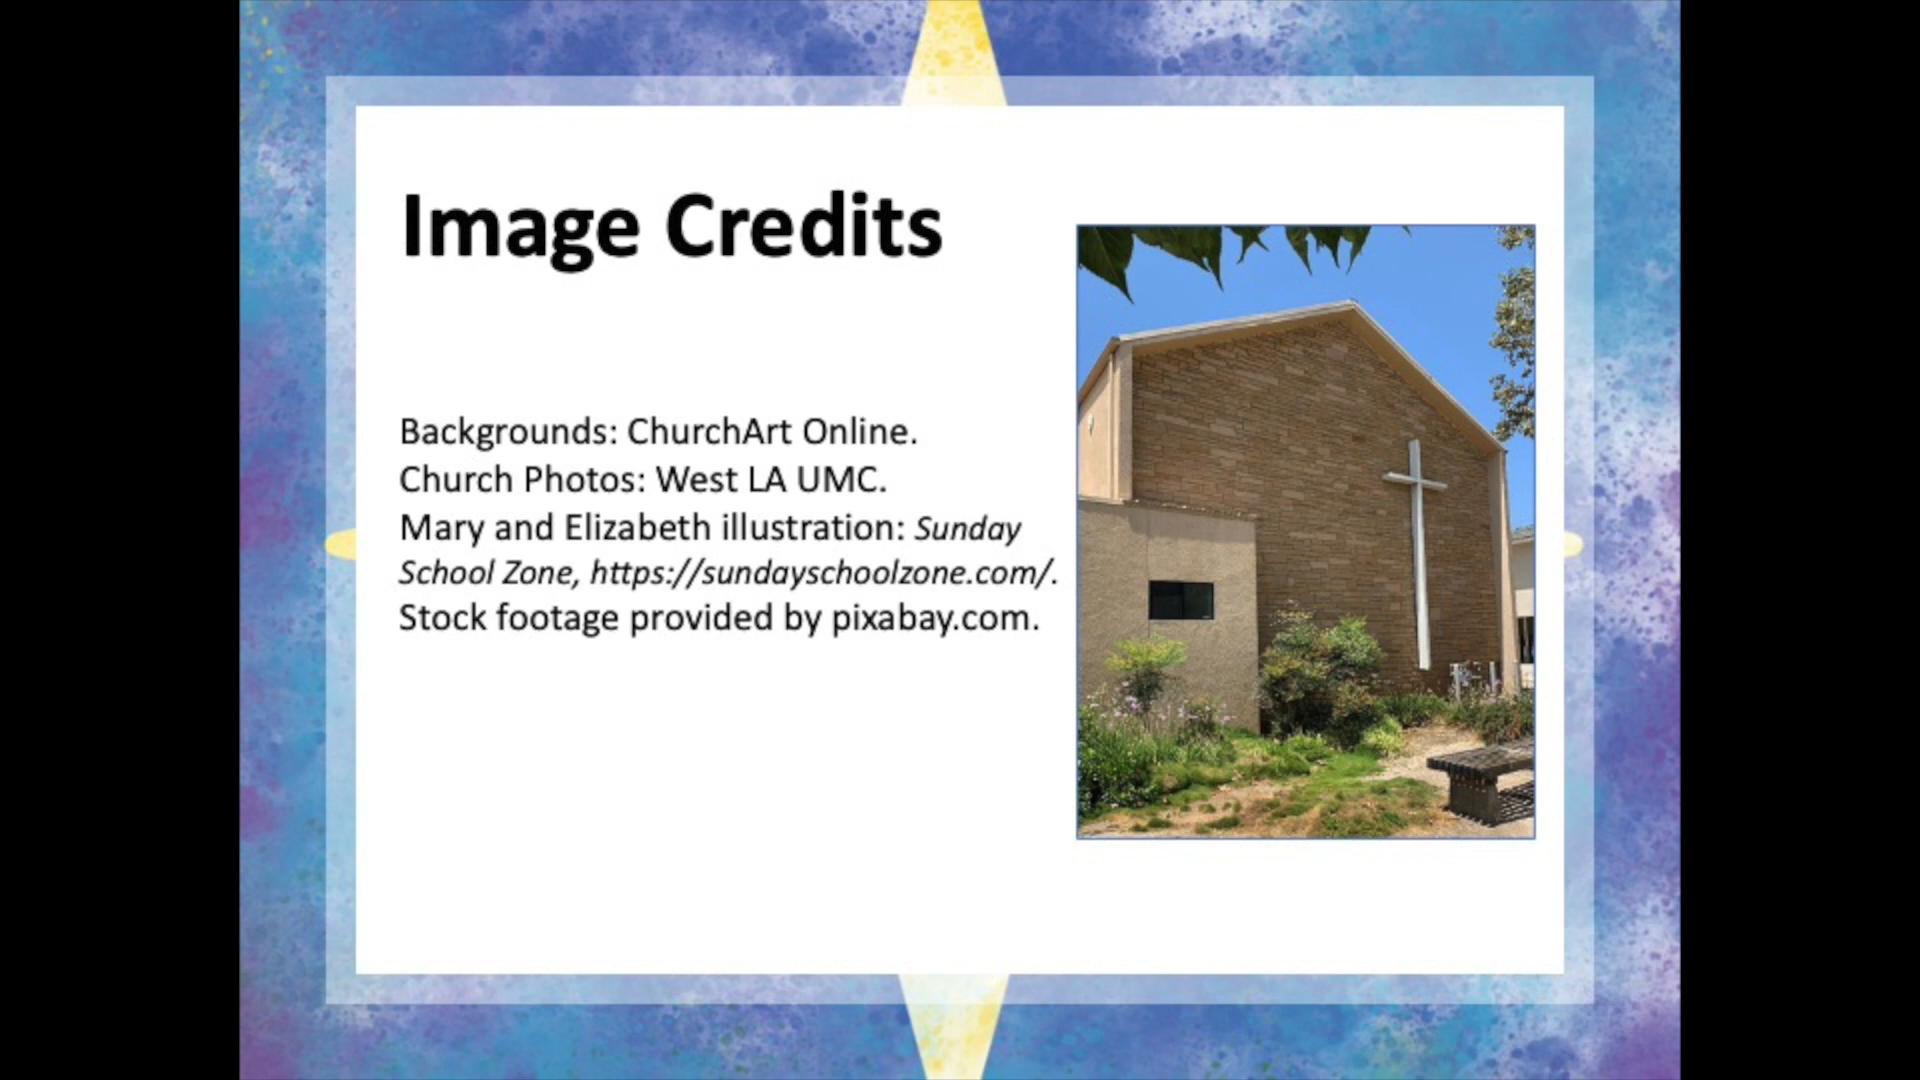 Image Credits
Backgrounds: ChurchArt Online.
Church Photos: West LA UMC.
Mary and Elizabeth illustration: Sunday
School Zone, https://sundayschoolzone.com/.
Stock footage provided by pixabay.com.